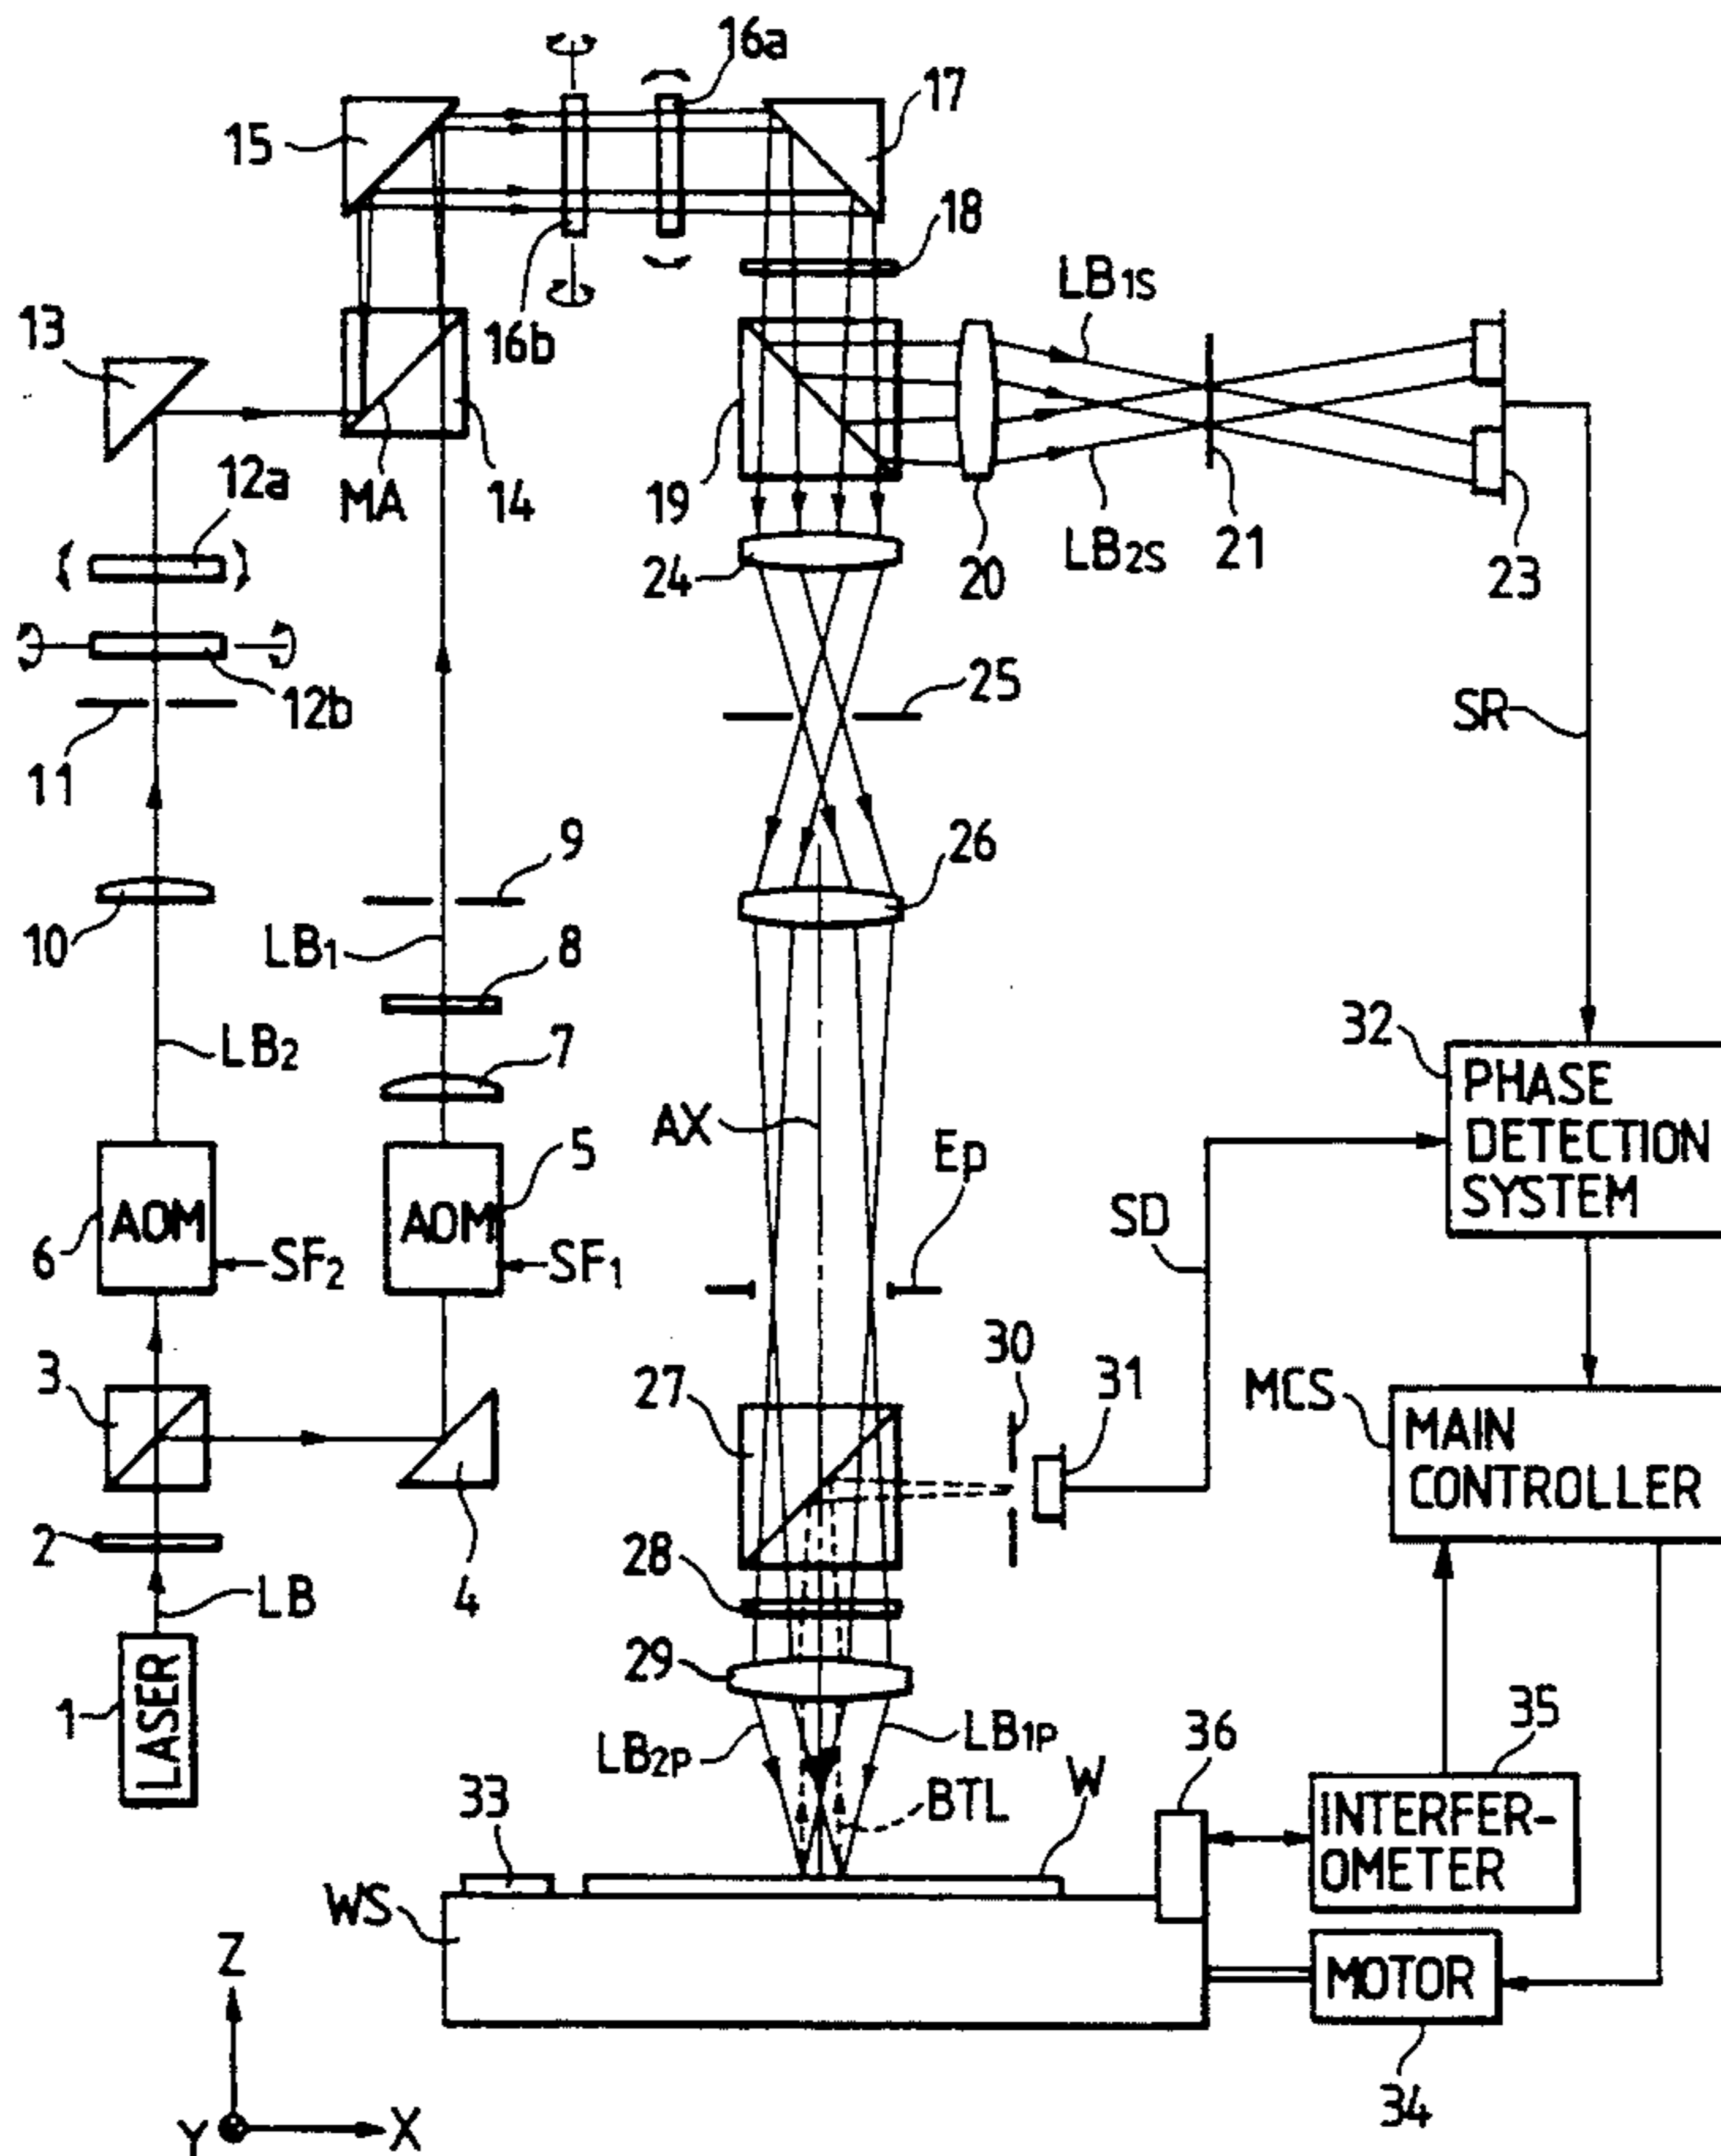 16a
17
15
18
LB1S
13
16b
12a
MA
14
19
20
LB2S
21
23
24
25
SR
12b
11
9
26
10
LB1
8
32
LB2
7
PHASE
DETECTION
SYSTEM
AX
5
Ep
SD
6
AOM
AOM
SF2
SF1
30
3
27
31
MCS
MAIN
CONTROLLER
2
28
LB
4
29
1
LASER
LB2P
LB1P
36
35
33
BTL
W
INTERFER-
OMETER
WS
Z
MOTOR
34
Y
X